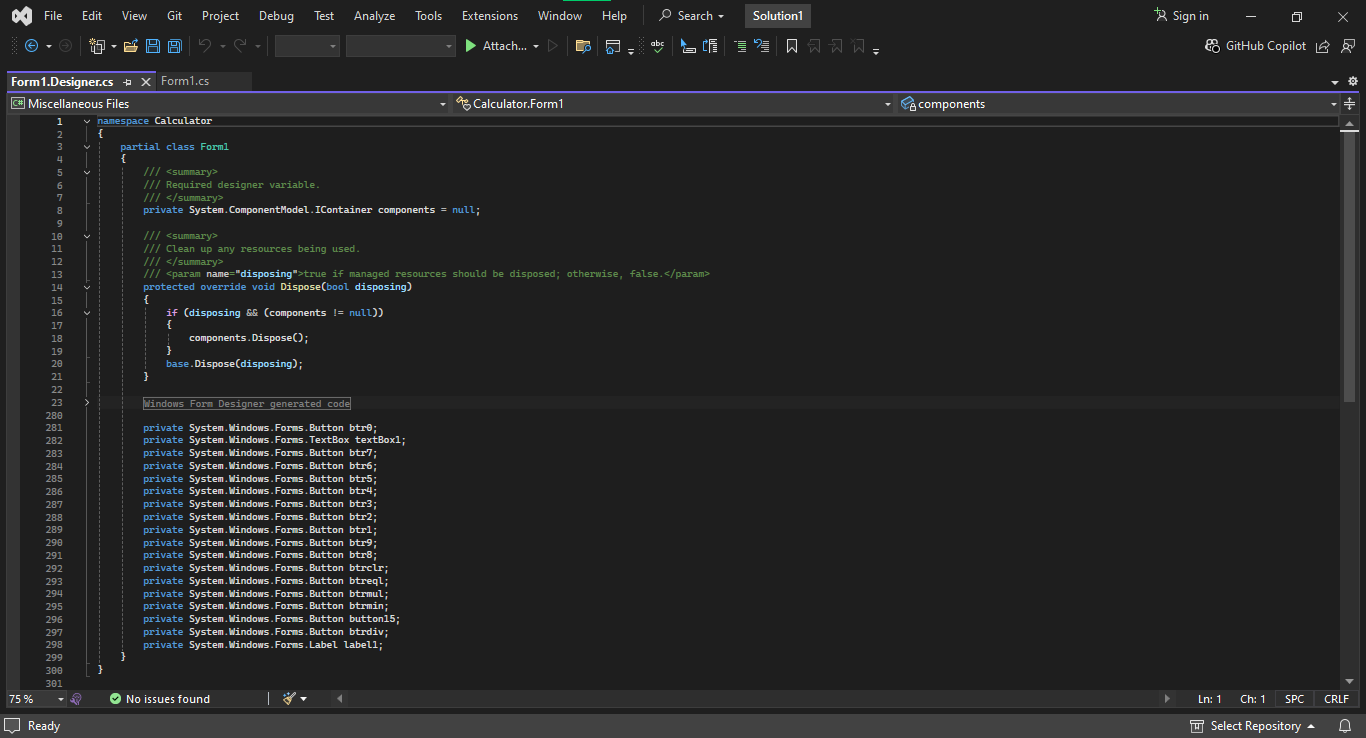 File Edit View Git Project Debug Test Analyze Tools Extensions Window Help Search Solution1 Sign in
Attach... abc GitHub Copilot
Form1.Designer.cs Form1.cs
C# Miscellaneous Files Calculator.Form1 components
1 namespace Calculator
2 {
3 partial class Form1
4 {
5 /// <summary>
6 /// Required designer variable.
7 /// </summary>
8 private System.ComponentModel.IContainer components = null;
9
10 /// <summary>
11 /// Clean up any resources being used.
12 /// </summary>
13 /// <param name="disposing">true if managed resources should be disposed; otherwise, false.</param>
14 protected override void Dispose(bool disposing)
15 {
16 if (disposing && (components != null))
17 {
18 components.Dispose();
19 }
20 base.Dispose(disposing);
21 }
22
23 Windows Form Designer generated code
280
281 private System.Windows.Forms.Button btr0;
282 private System.Windows.Forms.TextBox textBox1;
283 private System.Windows.Forms.Button btr7;
284 private System.Windows.Forms.Button btr6;
285 private System.Windows.Forms.Button btr5;
286 private System.Windows.Forms.Button btr4;
287 private System.Windows.Forms.Button btr3;
288 private System.Windows.Forms.Button btr2;
289 private System.Windows.Forms.Button btr1;
290 private System.Windows.Forms.Button btr9;
291 private System.Windows.Forms.Button btr8;
292 private System.Windows.Forms.Button btrclr;
293 private System.Windows.Forms.Button btreql;
294 private System.Windows.Forms.Button btrmul;
295 private System.Windows.Forms.Button btrmin;
296 private System.Windows.Forms.Button button15;
297 private System.Windows.Forms.Button btrdiv;
298 private System.Windows.Forms.Label label1;
299 }
300 }
301
75 % No issues found Ln: 1 Ch: 1 SPC CRLF
Ready Select Repository